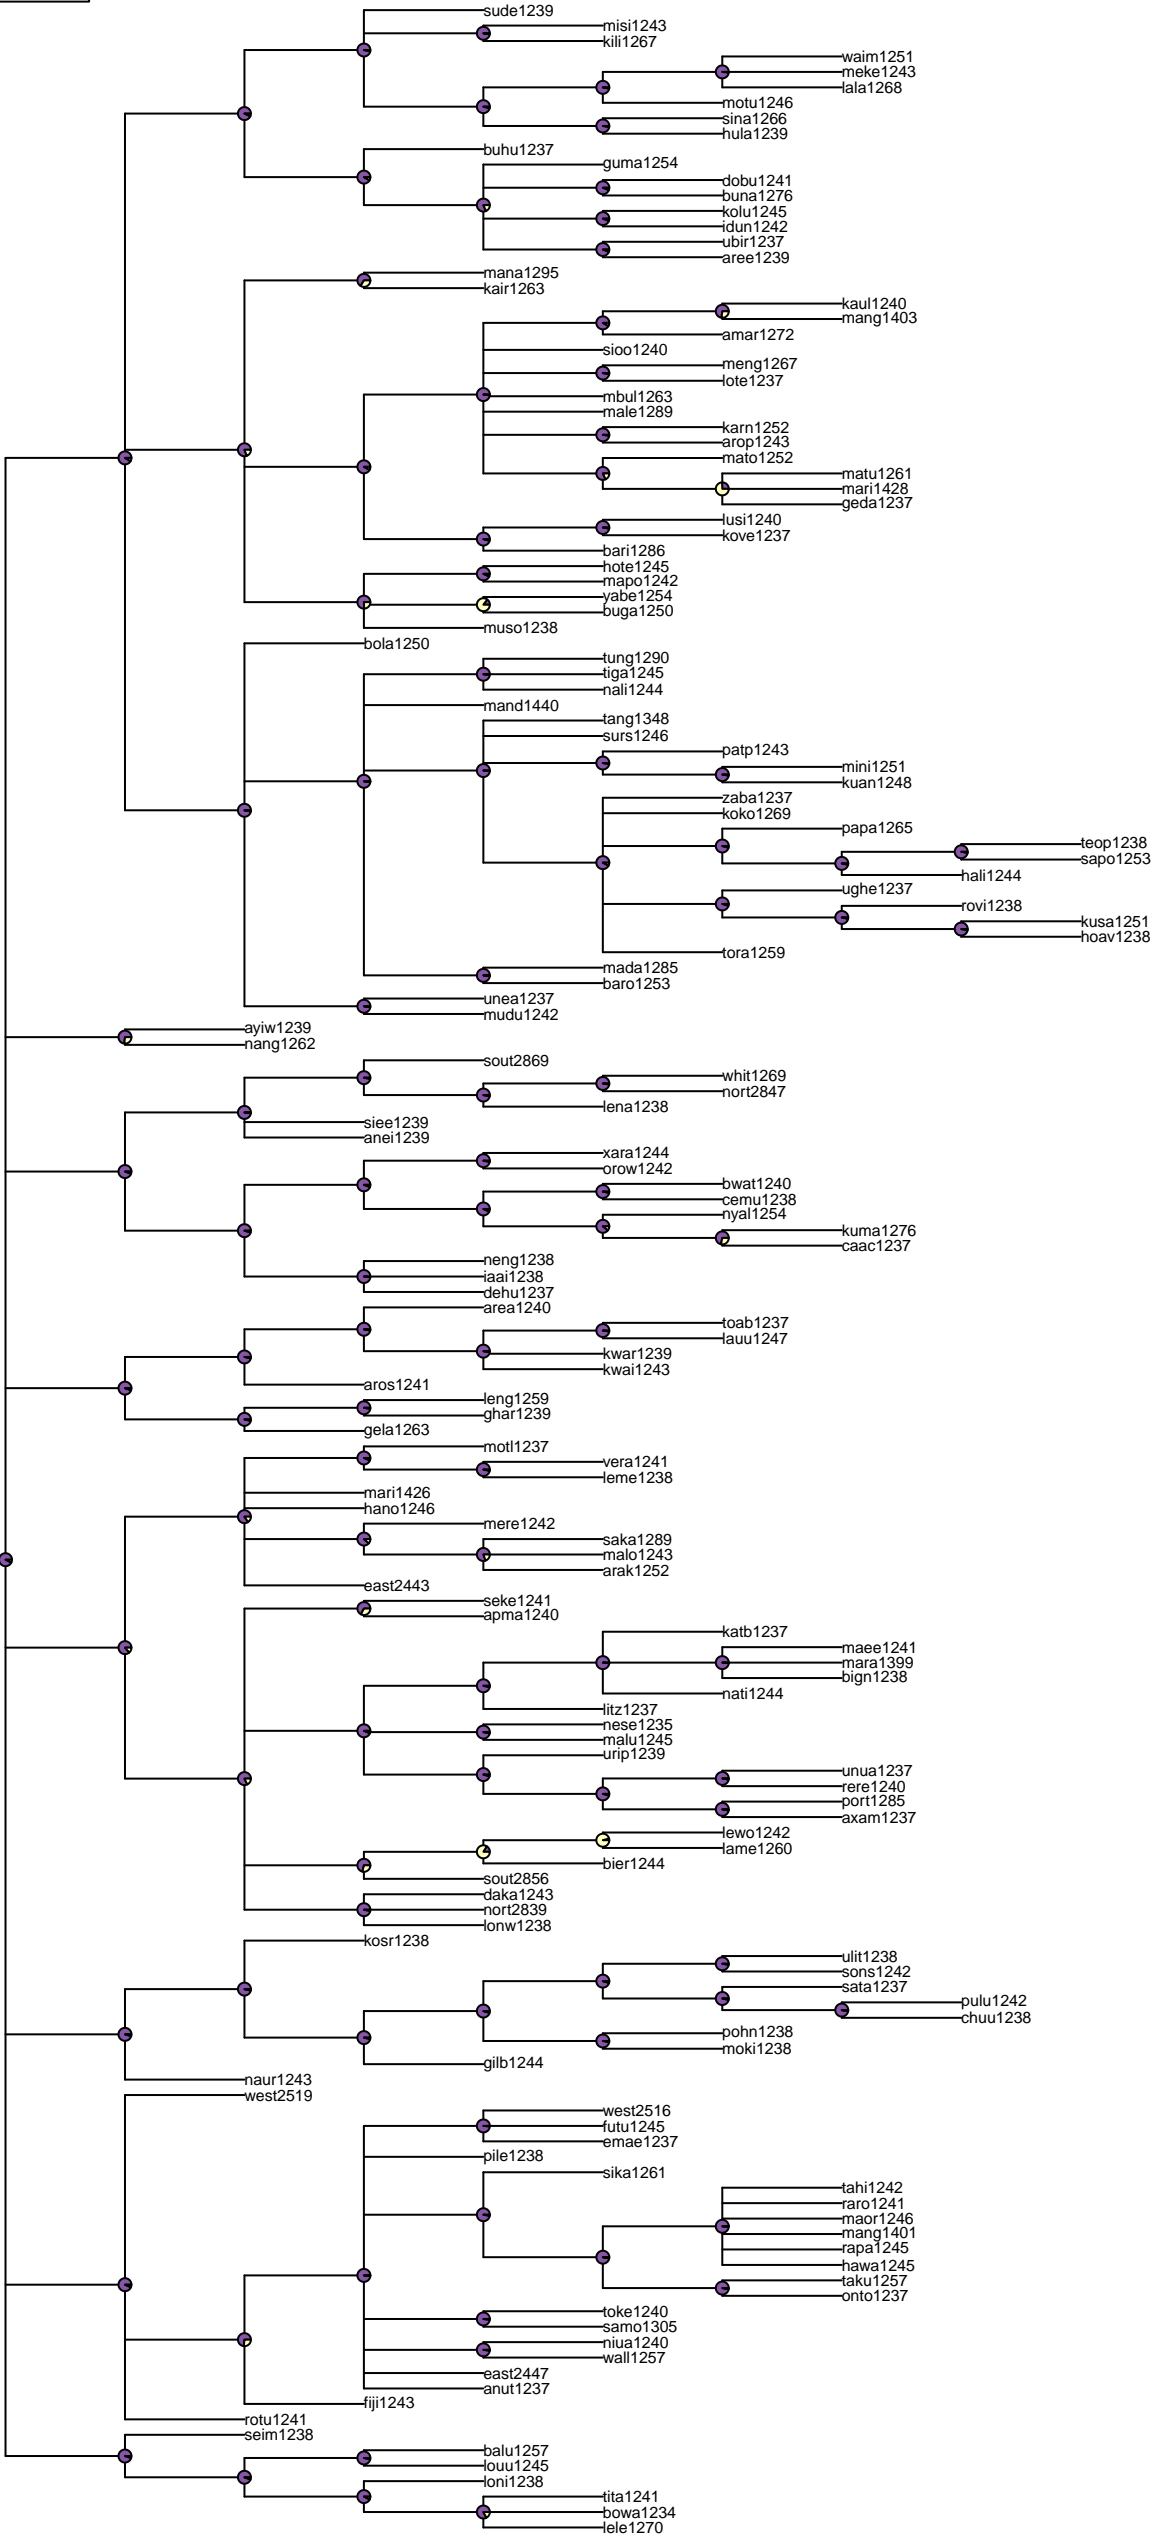 sude1239
misi1243
kili1267
waim1251
meke1243
lala1268
motu1246
sina1266
hula1239
buhu1237
guma1254
dobu1241
buna1276
kolu1245
idun1242
ubir1237
aree1239
mana1295
kair1263
kaul1240
mang1403
amar1272
sioo1240
meng1267
lote1237
mbul1263
male1289
karn1252
arop1243
mato1252
matu1261
mari1428
geda1237
lusi1240
kove1237
bari1286
hote1245
mapo1242
yabe1254
buga1250
muso1238
bola1250
tung1290
tiga1245
nali1244
mand1440
tang1348
surs1246
patp1243
mini1251
kuan1248
zaba1237
koko1269
papa1265
teop1238
sapo1253
hali1244
ughe1237
rovi1238
kusa1251
hoav1238
tora1259
mada1285
baro1253
unea1237
mudu1242
ayiw1239
nang1262
sout2869
whit1269
nort2847
lena1238
siee1239
anei1239
xara1244
orow1242
bwat1240
cemu1238
nyal1254
kuma1276
caac1237
neng1238
iaai1238
dehu1237
area1240
toab1237
lauu1247
kwar1239
kwai1243
aros1241
leng1259
ghar1239
gela1263
motl1237
vera1241
leme1238
mari1426
hano1246
mere1242
saka1289
malo1243
arak1252
east2443
seke1241
apma1240
katb1237
maee1241
mara1399
bign1238
nati1244
litz1237
nese1235
malu1245
urip1239
unua1237
rere1240
port1285
axam1237
lewo1242
lame1260
bier1244
sout2856
daka1243
nort2839
lonw1238
kosr1238
ulit1238
sons1242
sata1237
pulu1242
chuu1238
pohn1238
moki1238
gilb1244
naur1243
west2519
west2516
futu1245
emae1237
pile1238
sika1261
tahi1242
raro1241
maor1246
mang1401
rapa1245
hawa1245
taku1257
onto1237
toke1240
samo1305
niua1240
wall1257
east2447
anut1237
fiji1243
rotu1241
seim1238
balu1257
louu1245
loni1238
tita1241
bowa1234
lele1270